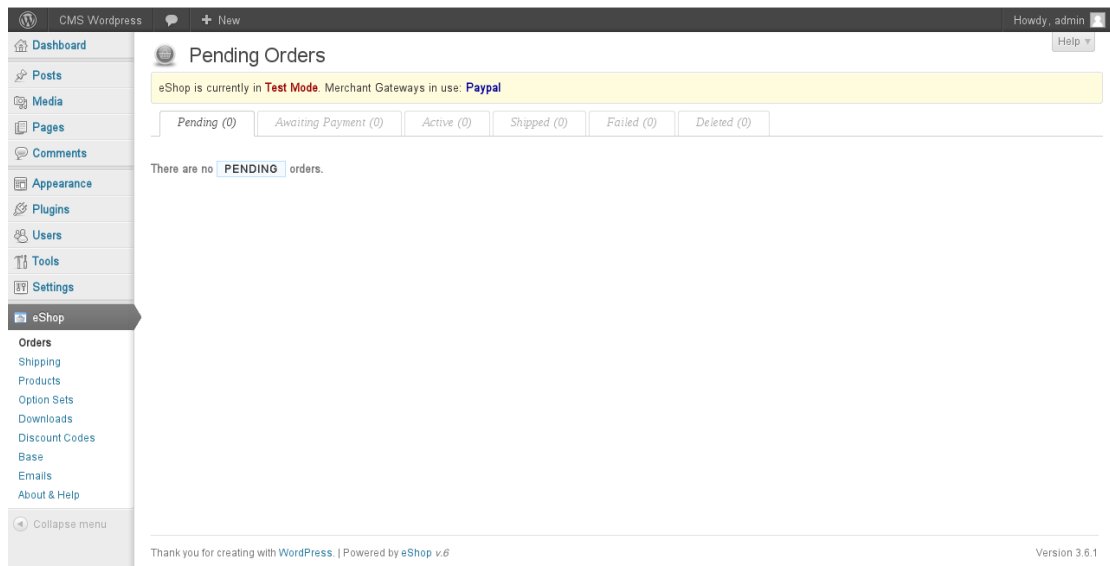 CMS Wordpress + New Howdy, admin
Help
Dashboard
Posts
Media
Pages
Comments
Appearance
Plugins
Users
Tools
Settings
eShop
Orders
Shipping
Products
Option Sets
Downloads
Discount Codes
Base
Emails
About & Help
Collapse menu
Pending Orders
eShop is currently in Test Mode. Merchant Gateways in use: Paypal
Pending (0) Awaiting Payment (0) Active (0) Shipped (0) Failed (0) Deleted (0)
There are no PENDING orders.
Thank you for creating with WordPress. | Powered by eShop v.6 Version 3.6.1